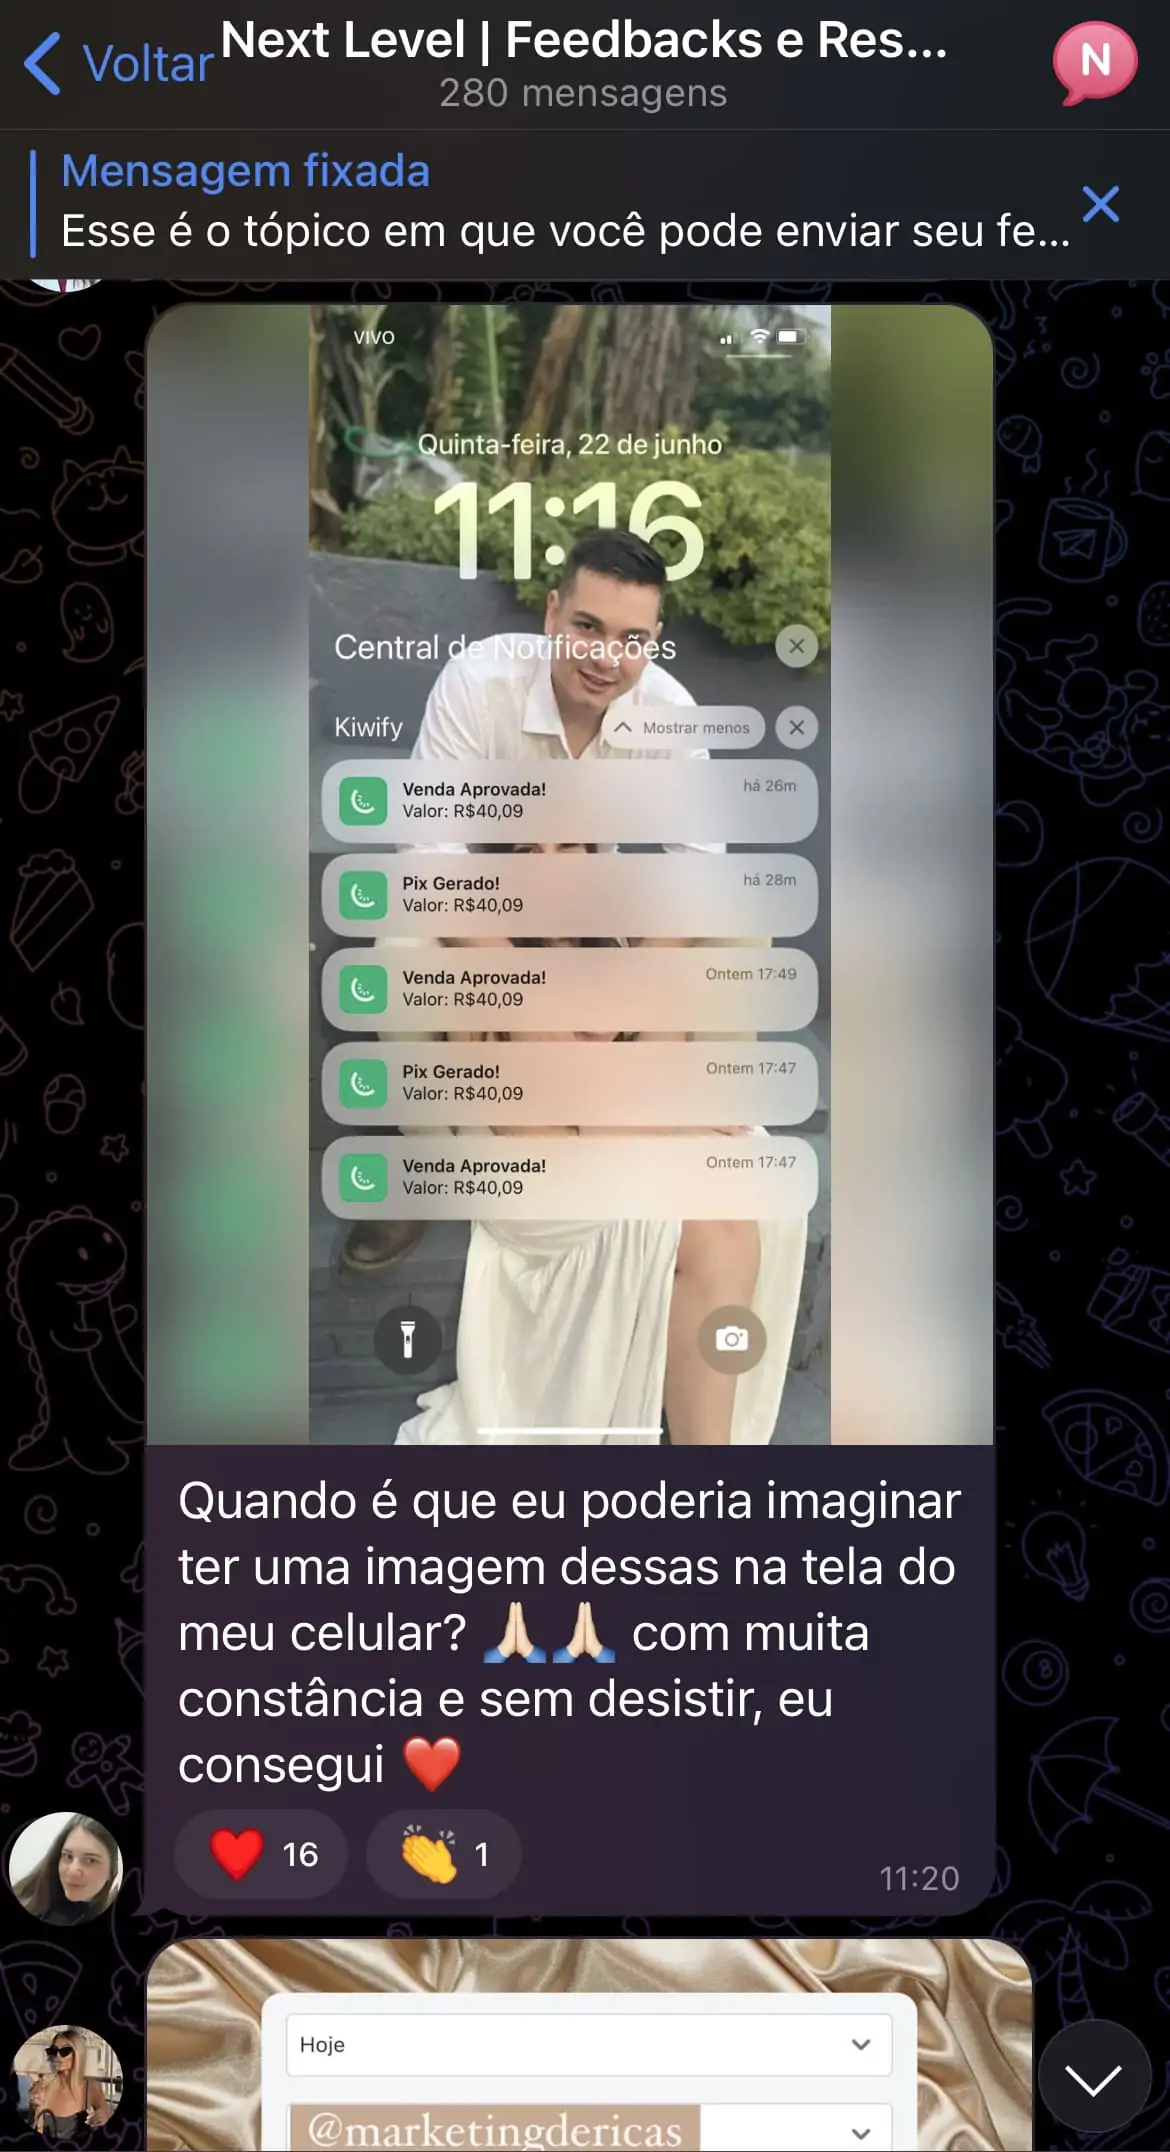 Voltar
Next Level | Feedbacks e Res...
280 mensagens
N
Mensagem fixada
Esse é o tópico em que você pode enviar seu fe...
VIVO
Quinta-feira, 22 de junho
11:16
Central de Notificações
Kiwify
Mostrar menos
Venda Aprovada!
há 26m
Valor: R$40,09
Pix Gerado!
há 28m
Valor: R$40,09
Venda Aprovada!
Ontem 17:49
Valor: R$40,09
Pix Gerado!
Ontem 17:47
Valor: R$40,09
Venda Aprovada!
Ontem 17:47
Valor: R$40,09
Quando é que eu poderia imaginar
ter uma imagem dessas na tela do
meu celular? 🙏🏻🙏🏻 com muita
constância e sem desistir, eu
consegui ❤️
❤️ 16 👏 1
11:20
Hoje
@marketingdericas